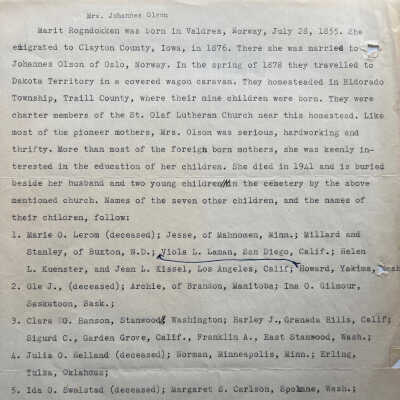 Mrs. Johannes Olson
Marit Rogndokken was born in Valdres, Norway, July 28, 1855. She
emigrated to Clayton County, Iowa, in 1876. There she was married to
Johannes Olson of Oslo, Norway. In the spring of 1878 they travelled to
Dakota Territory in a covered wagon caravan. They homesteaded in Eldorado
Township, Traill County, where their nine children were born. They were
charter members of the St. Olaf Lutheran Church near this homestead. Like
most of the pioneer mothers, Mrs. Olson was serious, hardworking and
thrifty. More than most of the foreign born mothers, she was keenly in-
terested in the education of her children. She died in 1941 and is buried
beside her husband and two young children in the cemetery by the above
mentioned church. Names of the seven other children, and the names of
their children, follow:
1. Marie O. Lerom (deceased); Jesse, of Mahnomen, Minn.; Millard and
Stanley, of Buxton, N.D.; Viola L. Laman, San Diego, Calif.; Helen
L. Kuenster, and Jean L. Kissel, Los Angeles, Calif; Howard, Yakima, Wash
2. Ole J., (deceased); Archie, of Brandon, Manitoba; Ina O. Gilmour,
Saskatoon, Sask.;
3. Clara O. Hanson, Stanwood, Washington; Harley J., Granada Hills, Calif;
Sigurd C., Garden Grove, Calif., Franklin A., East Stanwood, Wash.;
4. Julia O. Helland (deceased); Norman, Minneapolis, Minn.; Erling,
Tulsa, Oklahoma;
5. Ida O. Swalstad (deceased); Margaret S. Carlson, Spokane, Wash.;